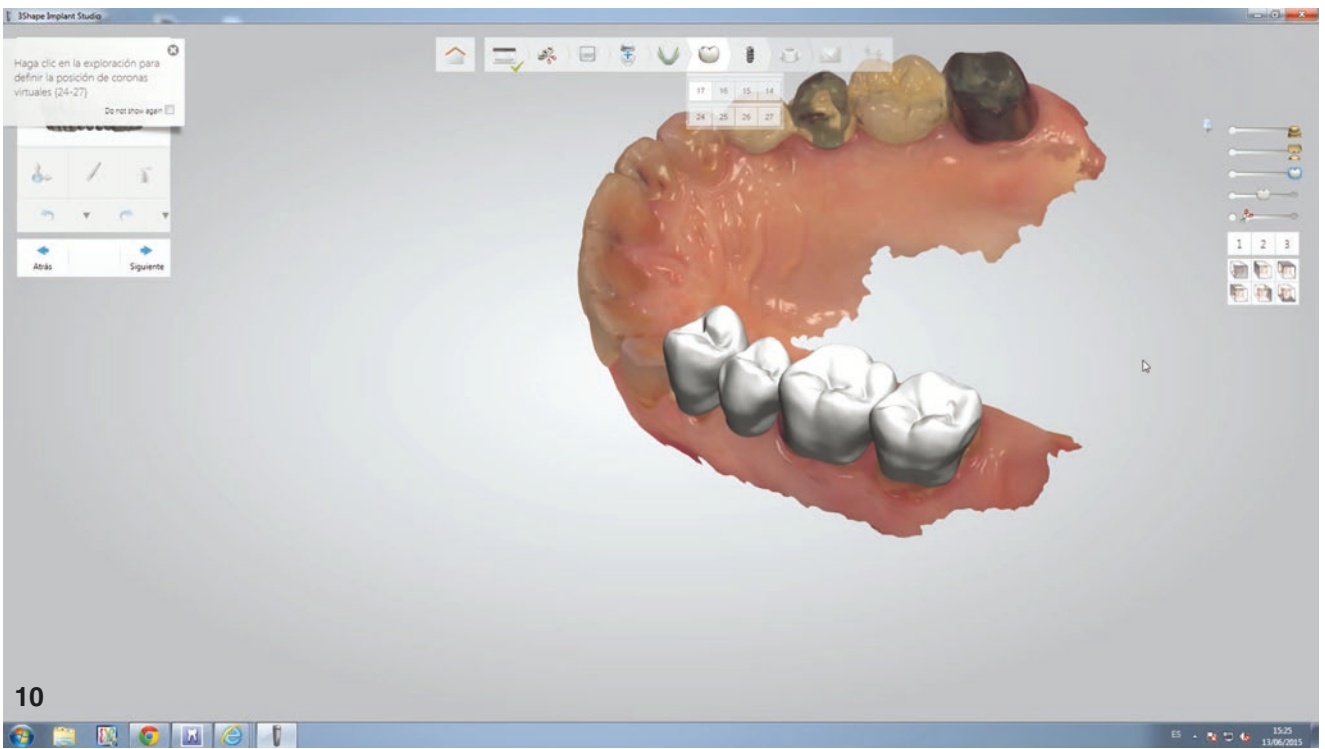 3Shape Implant Studio
Haga clic en la exploración para
definir la posición de coronas
virtuales {24-27}
Do not show again
17 16 15 14
24 25 26 27
Atrás Siguiente
1 2 3
10
ES
15:25
13/06/2015